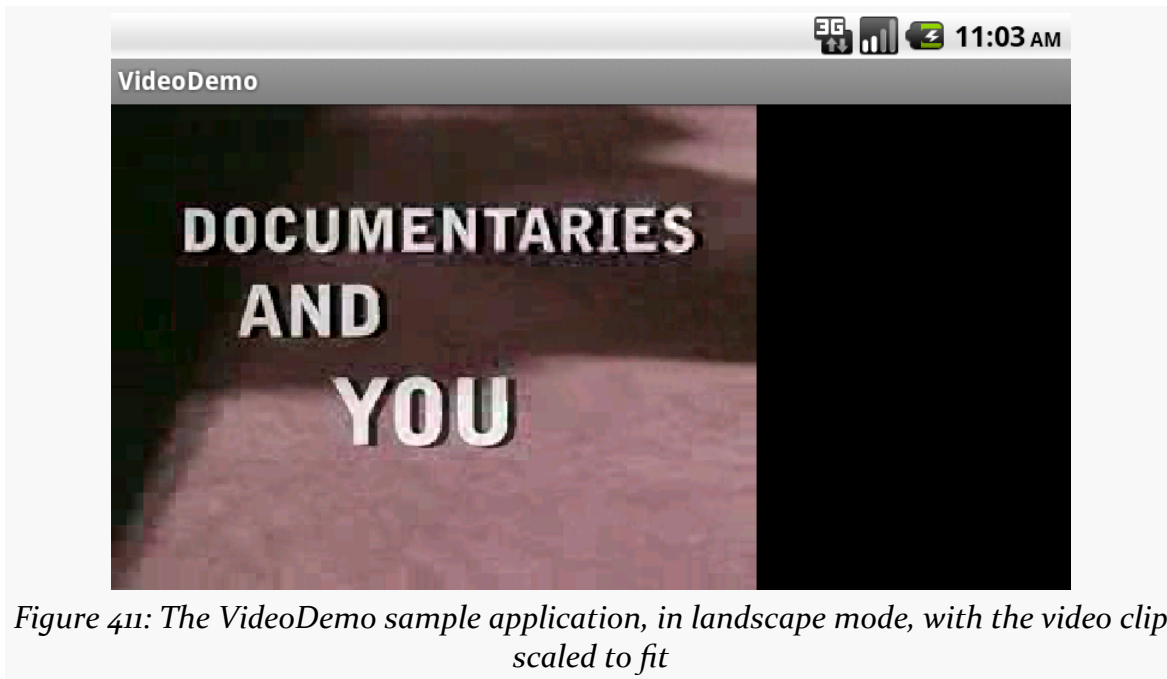 3G 11:03 AM
VideoDemo
DOCUMENTARIES
AND
YOU
Figure 411: The VideoDemo sample application, in landscape mode, with the video clip
scaled to fit